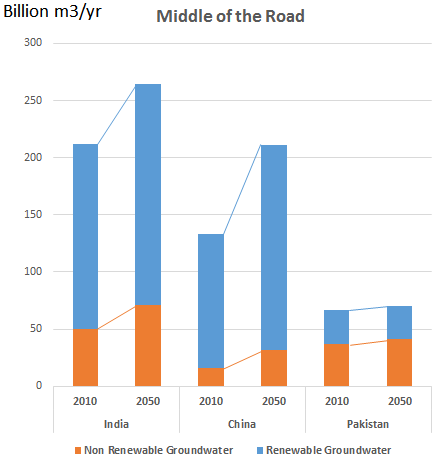 Billion m3/yr
Middle of the Road
300
250
200
150
100
50
0
2010 2050 2010 2050 2010 2050
India China Pakistan
Non Renewable Groundwater Renewable Groundwater